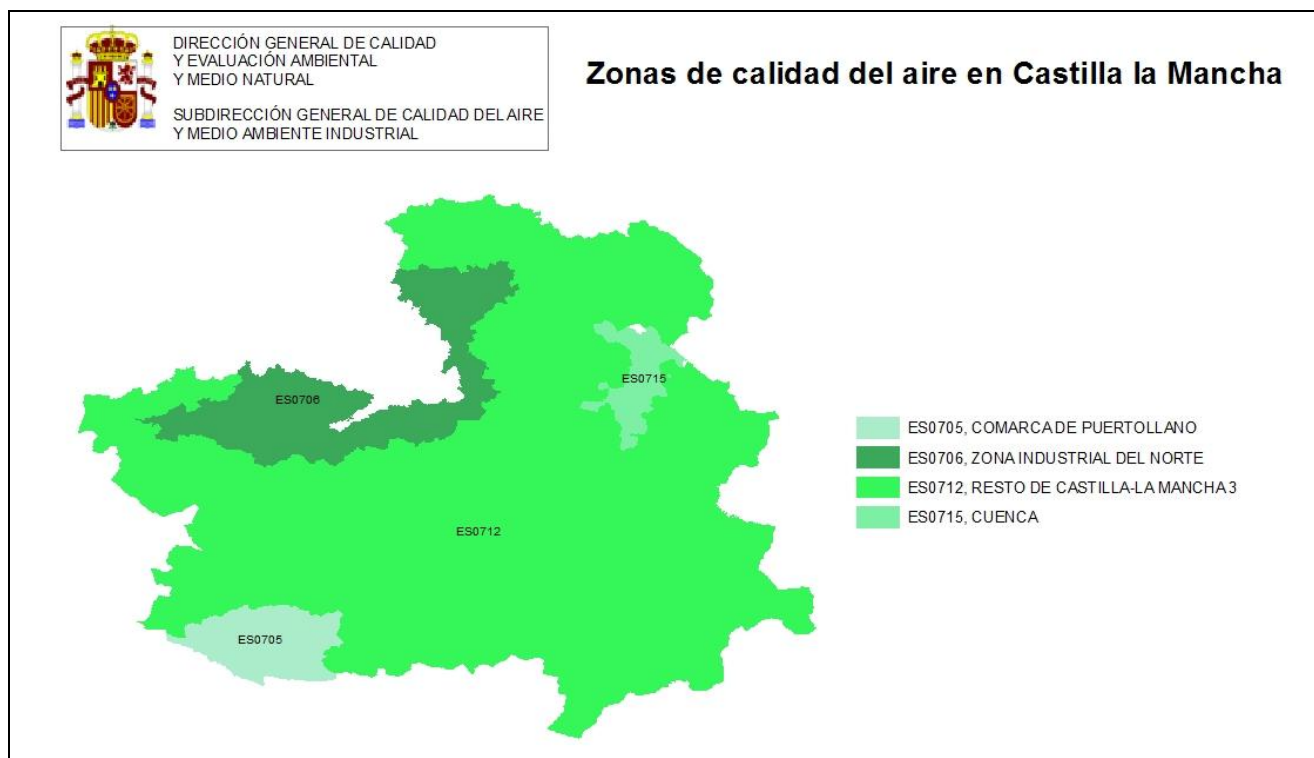 DIRECCIÓN GENERAL DE CALIDAD
Y EVALUACIÓN AMBIENTAL
Y MEDIO NATURAL
SUBDIRECCIÓN GENERAL DE CALIDAD DEL AIRE
Y MEDIO AMBIENTE INDUSTRIAL
Zonas de calidad del aire en Castilla la Mancha
ES0715
ES0706
ES0712
ES0705
ES0705, COMARCA DE PUERTOLLANO
ES0706, ZONA INDUSTRIAL DEL NORTE
ES0712, RESTO DE CASTILLA-LA MANCHA 3
ES0715, CUENCA